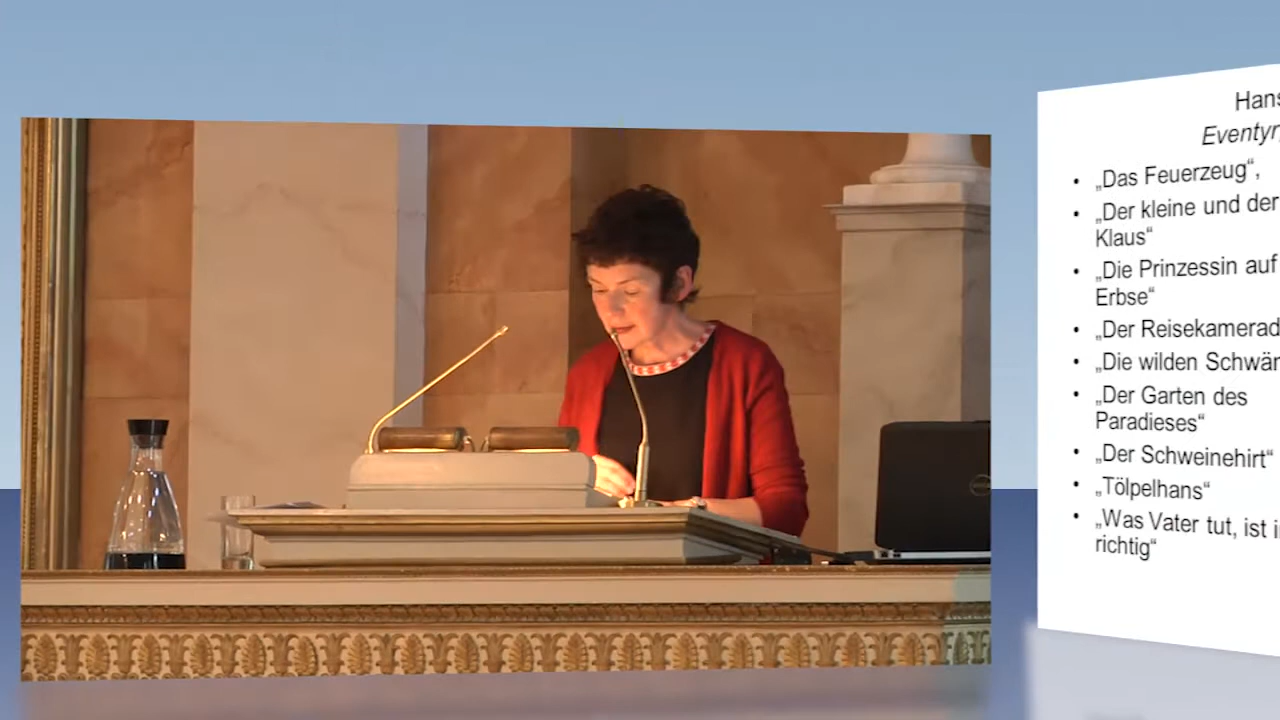 Hans
Eventyr,
• „Das Feuerzeug“,
• „Der kleine und der
Klaus“
• „Die Prinzessin auf
Erbse“
• „Der Reisekamerad
• „Die wilden Schwän
• „Der Garten des
Paradieses“
• „Der Schweinehirt“
• „Tölpelhans“
• „Was Vater tut, ist
richtig“